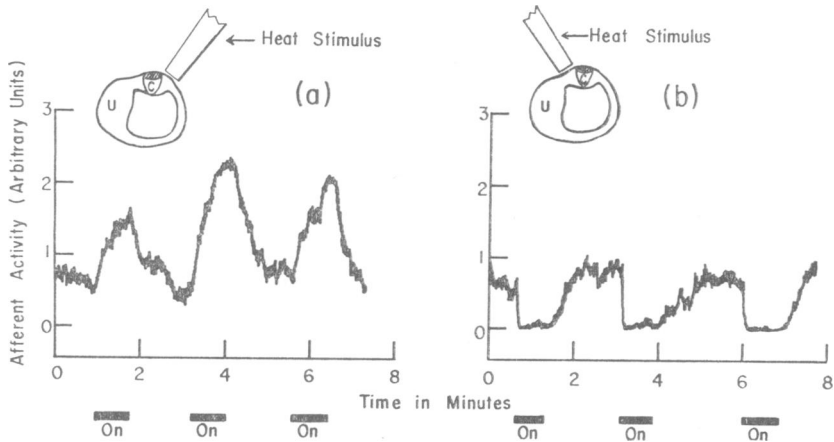 Heat Stimulus
(a)
C
U
Afferent Activity (Arbitrary Units)
3
2
1
0
0 2 4 6 8
On On On
Heat Stimulus
(b)
C
U
3
2
1
0
0 2 4 6 8
On On On
Time in Minutes